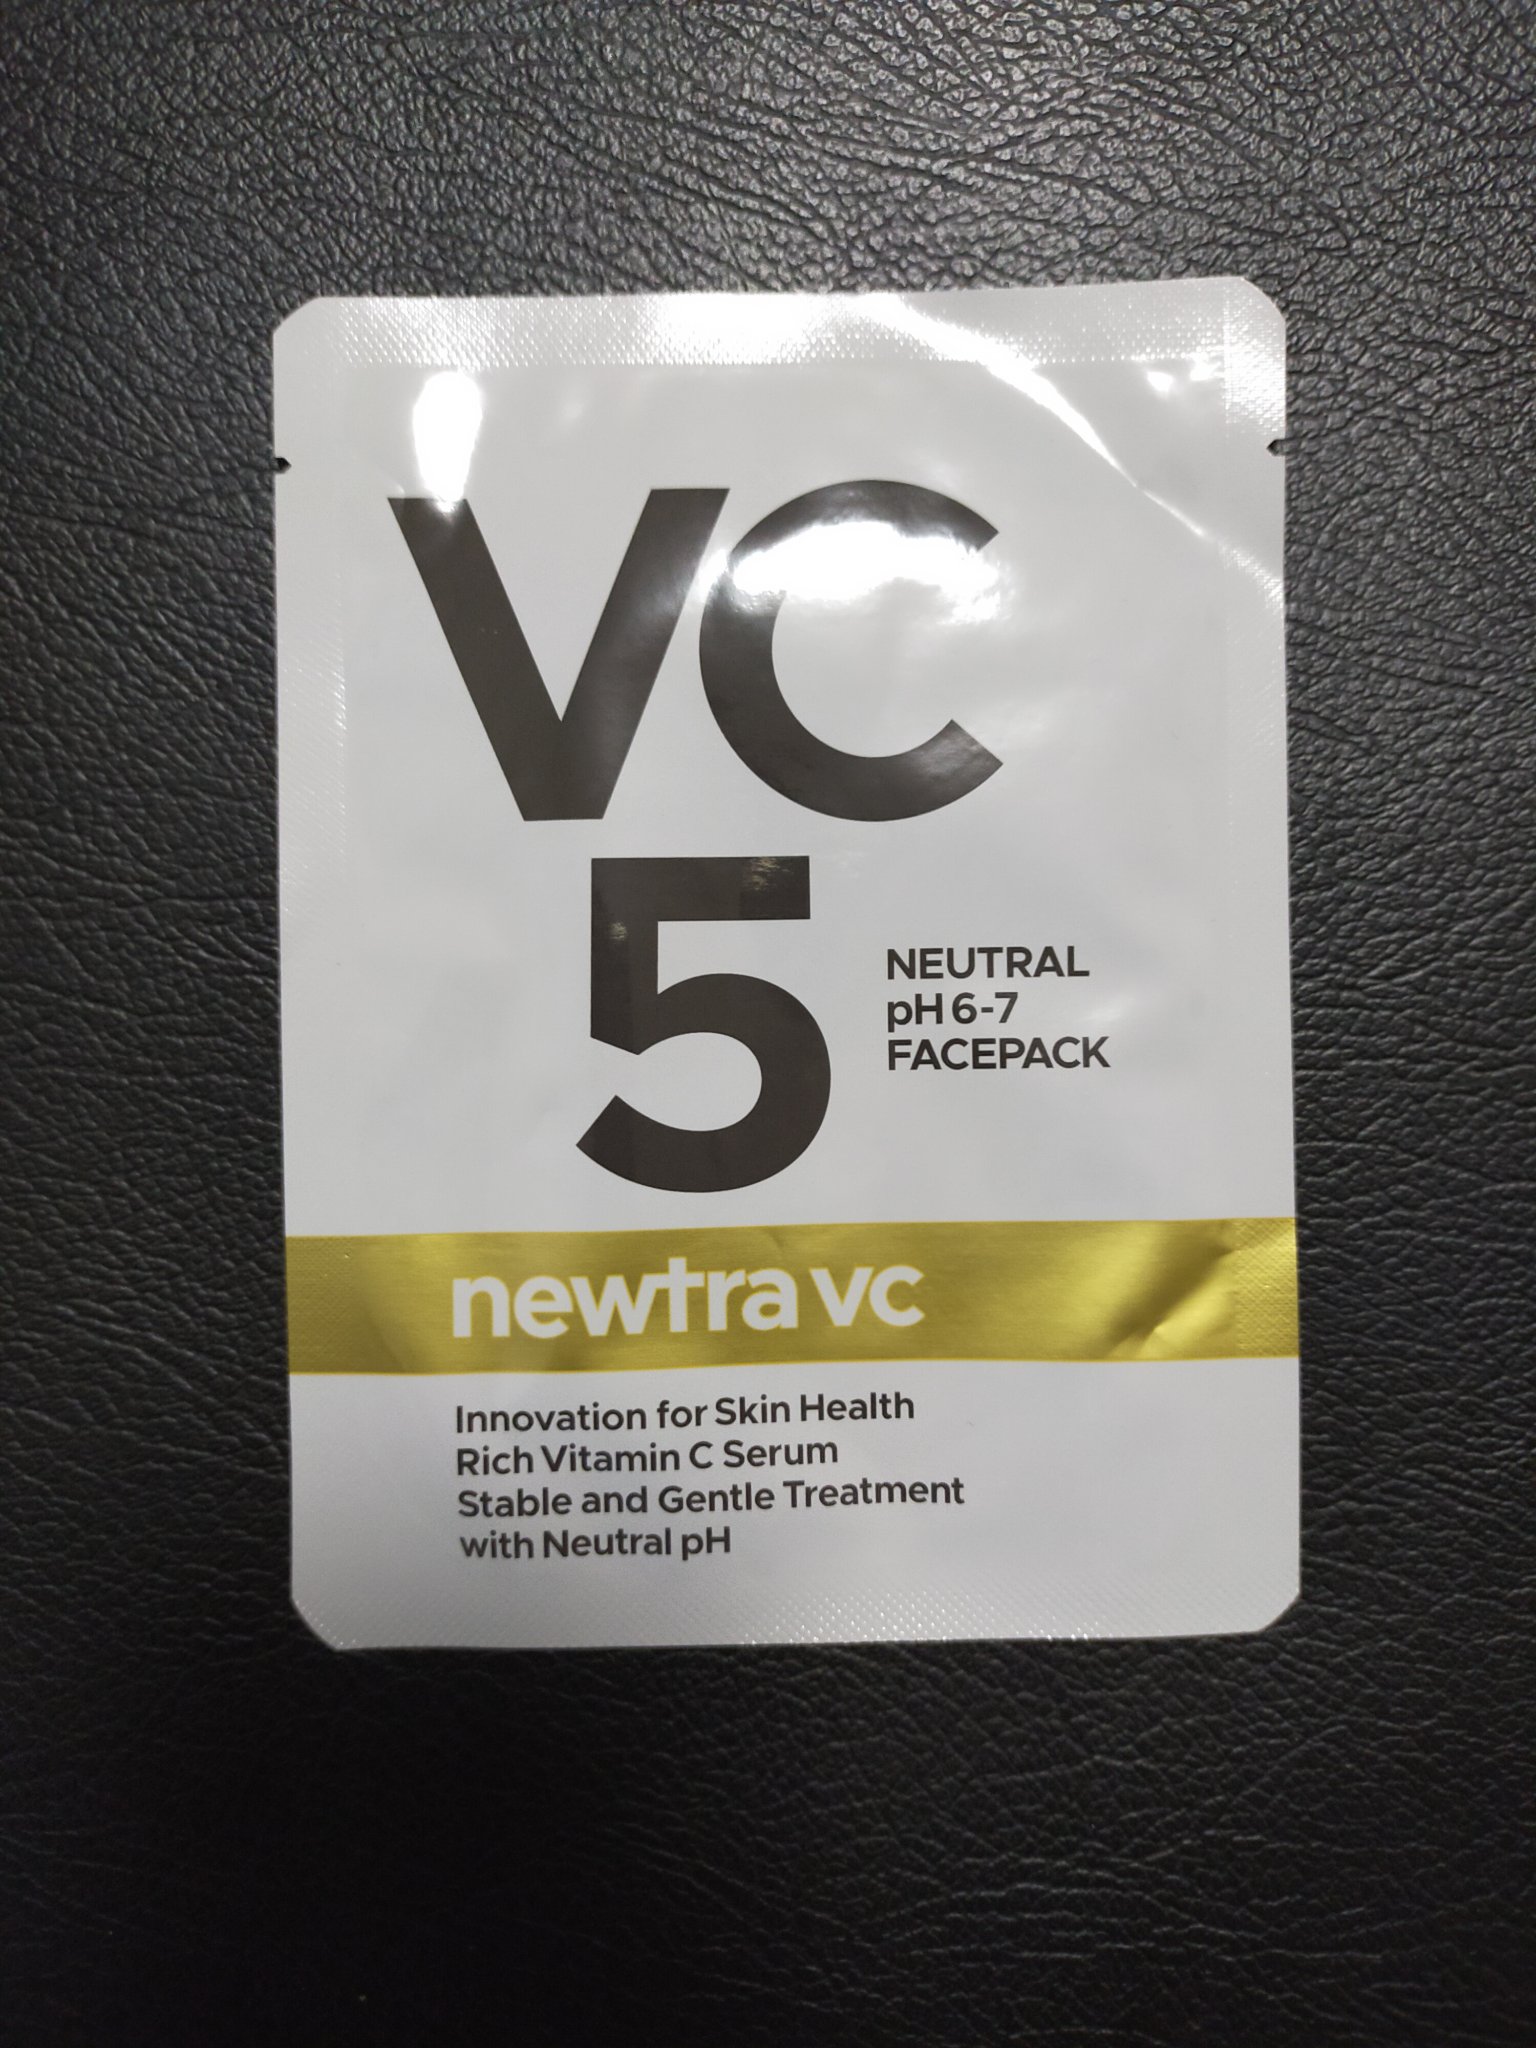 VC
5
NEUTRAL
pH 6-7
FACEPACK
newtra vc
Innovation for Skin Health
Rich Vitamin C Serum
Stable and Gentle Treatment
with Neutral pH